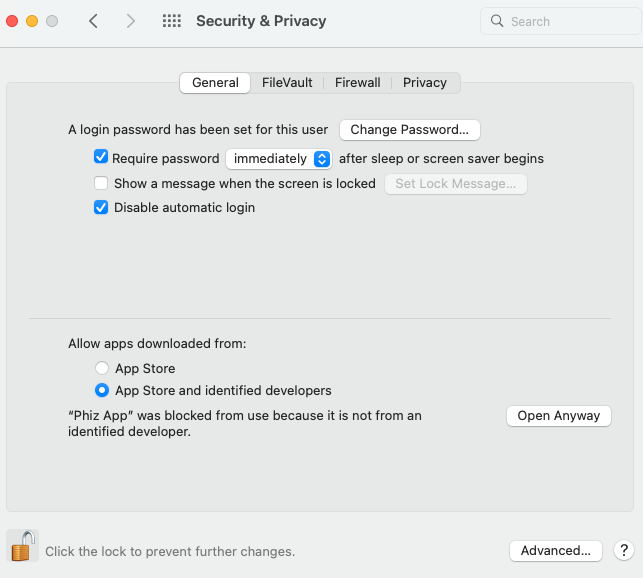 Security & Privacy
Search
General FileVault Firewall Privacy
A login password has been set for this user Change Password...
Require password immediately after sleep or screen saver begins
Show a message when the screen is locked Set Lock Message...
Disable automatic login
Allow apps downloaded from:
App Store
App Store and identified developers
“Phiz App” was blocked from use because it is not from an
identified developer.
Open Anyway
Click the lock to prevent further changes.
Advanced... ?